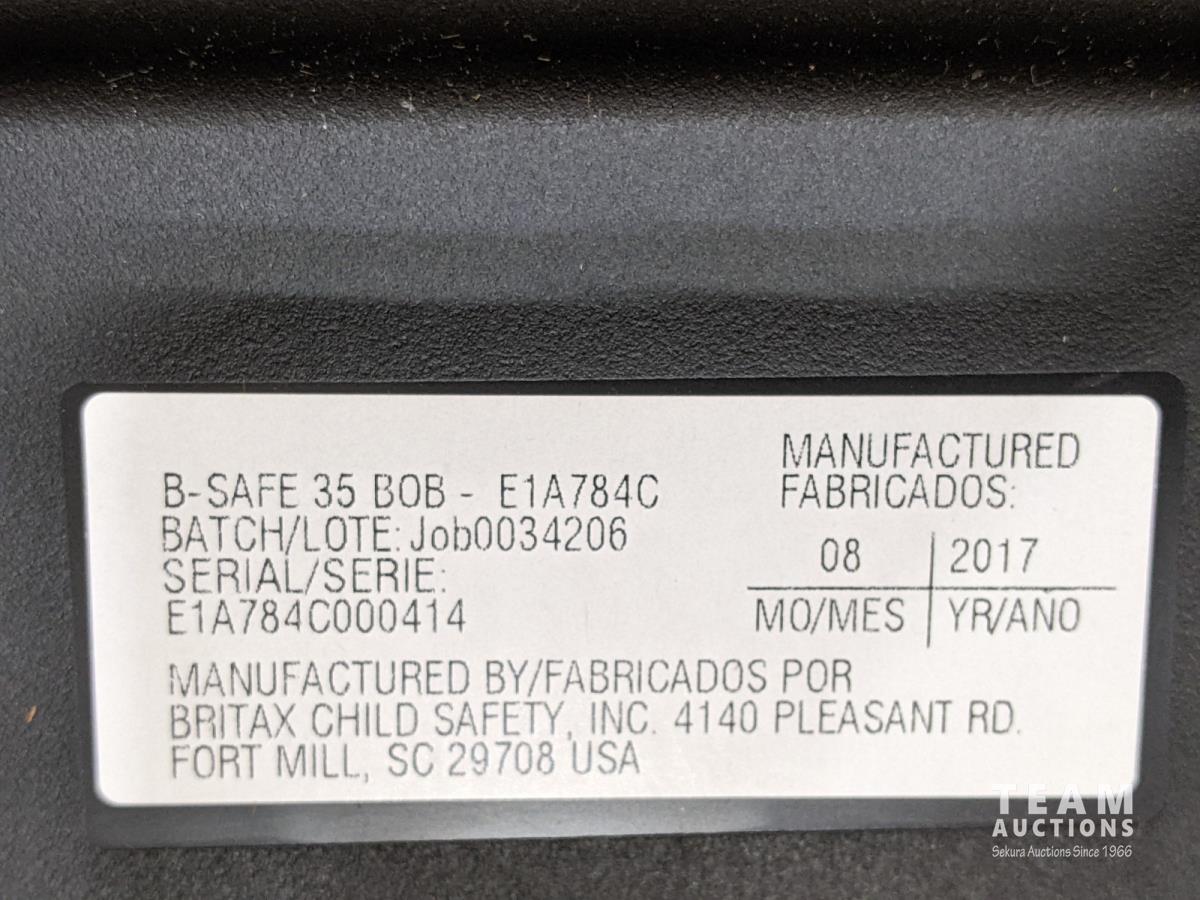 B-SAFE 35 BOB - E1A784C
BATCH/LOTE: Job0034206
SERIAL/SERIE:
E1A784C000414
MANUFACTURED
FABRICADOS:
08 2017
MO/MES YR/ANO
MANUFACTURED BY/FABRICADOS POR
BRITAX CHILD SAFETY, INC. 4140 PLEASANT RD.
FORT MILL, SC 29708 USA
TEAM
AUCTIONS
Sekura Auctions Since 1966